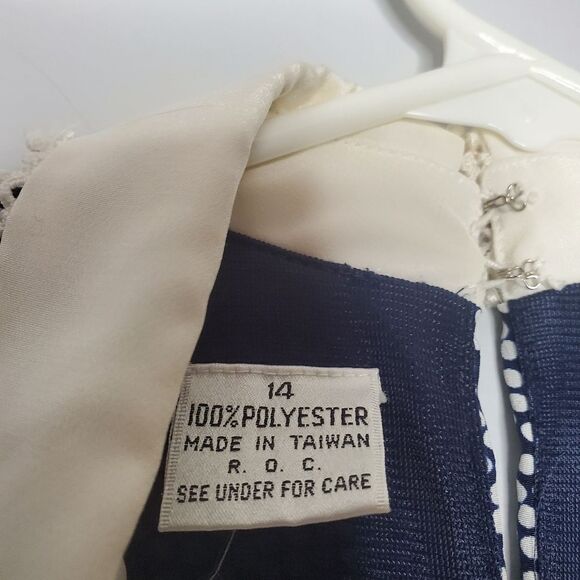 14
100% POLYESTER
MADE IN TAIWAN
R. O. C.
SEE UNDER FOR CARE